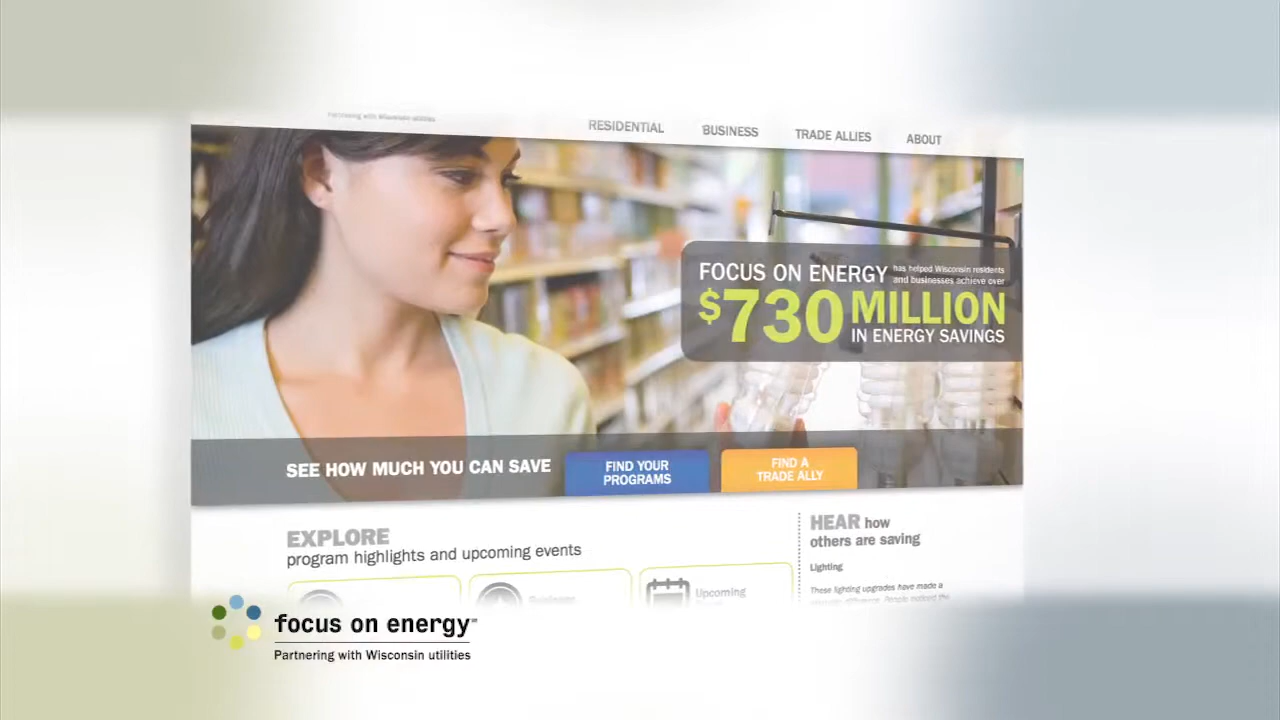 Partnering with Wisconsin utilities
RESIDENTIAL BUSINESS TRADE ALLIES ABOUT
FOCUS ON ENERGY has helped Wisconsin residents
and businesses achieve over
$730 MILLION
IN ENERGY SAVINGS
SEE HOW MUCH YOU CAN SAVE
FIND YOUR
PROGRAMS
FIND A
TRADE ALLY
EXPLORE
program highlights and upcoming events
HEAR how
others are saving
Lighting
These lighting upgrades have made a
Business
Upcoming
focus on energy
Partnering with Wisconsin utilities